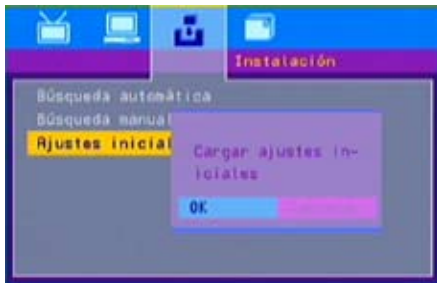 Instalación
Búsqueda automática
Búsqueda manual
Ajustes inicial
Cargar ajustes in-
iciales
OK